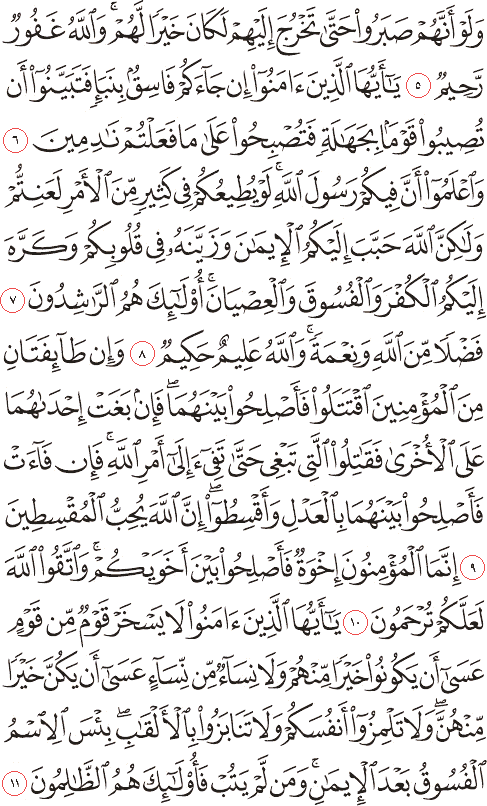 وَلَوْ أَنَّهُمْ صَبَرُوا۟ حَتَّىٰ تَخْرُجَ إِلَيْهِمْ لَكَانَ خَيْرًا لَّهُمْ ۚ وَٱللَّهُ غَفُورٌ
رَّحِيمٌ ٥ يَـٰٓأَيُّهَا ٱلَّذِينَ ءَامَنُوٓا۟ إِن جَآءَكُمْ فَاسِقٌۢ بِنَبَإٍ فَتَبَيَّنُوٓا۟ أَن
تُصِيبُوا۟ قَوْمًۢا بِجَهَـٰلَةٍ فَتُصْبِحُوا۟ عَلَىٰ مَا فَعَلْتُمْ نَـٰدِمِينَ ٦
وَٱعْلَمُوٓا۟ أَنَّ فِيكُمْ رَسُولَ ٱللَّهِ ۚ لَوْ يُطِيعُكُمْ فِى كَثِيرٍ مِّنَ ٱلْأَمْرِ لَعَنِتُّمْ
وَلَـٰكِنَّ ٱللَّهَ حَبَّبَ إِلَيْكُمُ ٱلْإِيمَـٰنَ وَزَيَّنَهُۥ فِى قُلُوبِكُمْ وَكَرَّهَ
إِلَيْكُمُ ٱلْكُفْرَ وَٱلْفُسُوقَ وَٱلْعِصْيَانَ ۚ أُو۟لَـٰٓئِكَ هُمُ ٱلرَّٰشِدُونَ ٧
فَضْلًا مِّنَ ٱللَّهِ وَنِعْمَةً ۚ وَٱللَّهُ عَلِيمٌ حَكِيمٌ ٨ وَإِن طَآئِفَتَانِ
مِنَ ٱلْمُؤْمِنِينَ ٱقْتَتَلُوا۟ فَأَصْلِحُوا۟ بَيْنَهُمَا ۖ فَإِنۢ بَغَتْ إِحْدَىٰهُمَا
عَلَى ٱلْأُخْرَىٰ فَقَـٰتِلُوا۟ ٱلَّتِى تَبْغِى حَتَّىٰ تَفِىٓءَ إِلَىٰٓ أَمْرِ ٱللَّهِ ۚ فَإِن فَآءَتْ
فَأَصْلِحُوا۟ بَيْنَهُمَا بِٱلْعَدْلِ وَأَقْسِطُوٓا۟ ۖ إِنَّ ٱللَّهَ يُحِبُّ ٱلْمُقْسِطِينَ
٩ إِنَّمَا ٱلْمُؤْمِنُونَ إِخْوَةٌ فَأَصْلِحُوا۟ بَيْنَ أَخَوَيْكُمْ ۚ وَٱتَّقُوا۟ ٱللَّهَ
لَعَلَّكُمْ تُرْحَمُونَ ١٠ يَـٰٓأَيُّهَا ٱلَّذِينَ ءَامَنُوا۟ لَا يَسْخَرْ قَوْمٌ مِّن قَوْمٍ
عَسَىٰٓ أَن يَكُونُوا۟ خَيْرًا مِّنْهُمْ وَلَا نِسَآءٌ مِّن نِّسَآءٍ عَسَىٰٓ أَن يَكُنَّ خَيْرًا
مِّنْهُنَّ ۖ وَلَا تَلْمِزُوٓا۟ أَنفُسَكُمْ وَلَا تَنَابَزُوا۟ بِٱلْأَلْقَـٰبِ ۖ بِئْسَ ٱلِٱسْمُ
ٱلْفُسُوقُ بَعْدَ ٱلْإِيمَـٰنِ ۚ وَمَن لَّمْ يَتُبْ فَأُو۟لَـٰٓئِكَ هُمُ ٱلظَّـٰلِمُونَ ١١